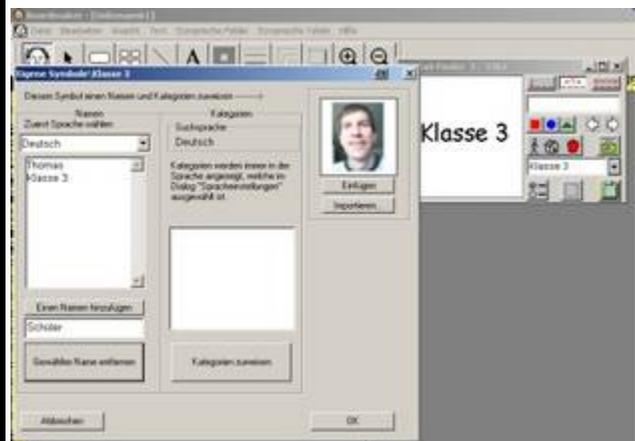 Boardmaker - [Unbenannt1]
Datei Bearbeiten Ansicht Text Dynamische Felder Dynamische Tafeln Hilfe
Eigene Symbole\Klasse 3
Diesem Symbol einen Namen und Kategorien zuweisen
Namen
Zuerst Sprache wählen
Deutsch
Thomas
Klasse 3
Einen Namen hinzufügen
Schüler
Gewählten Name entfernen
Kategorien
Suchsprache
Deutsch
Kategorien werden immer in der
Sprache angezeigt, welche im
Dialog "Spracheinstellungen"
ausgewählt ist.
Kategorien zuweisen
Einfügen
Importieren
Abbrechen
OK
Klasse 3
Klasse 3